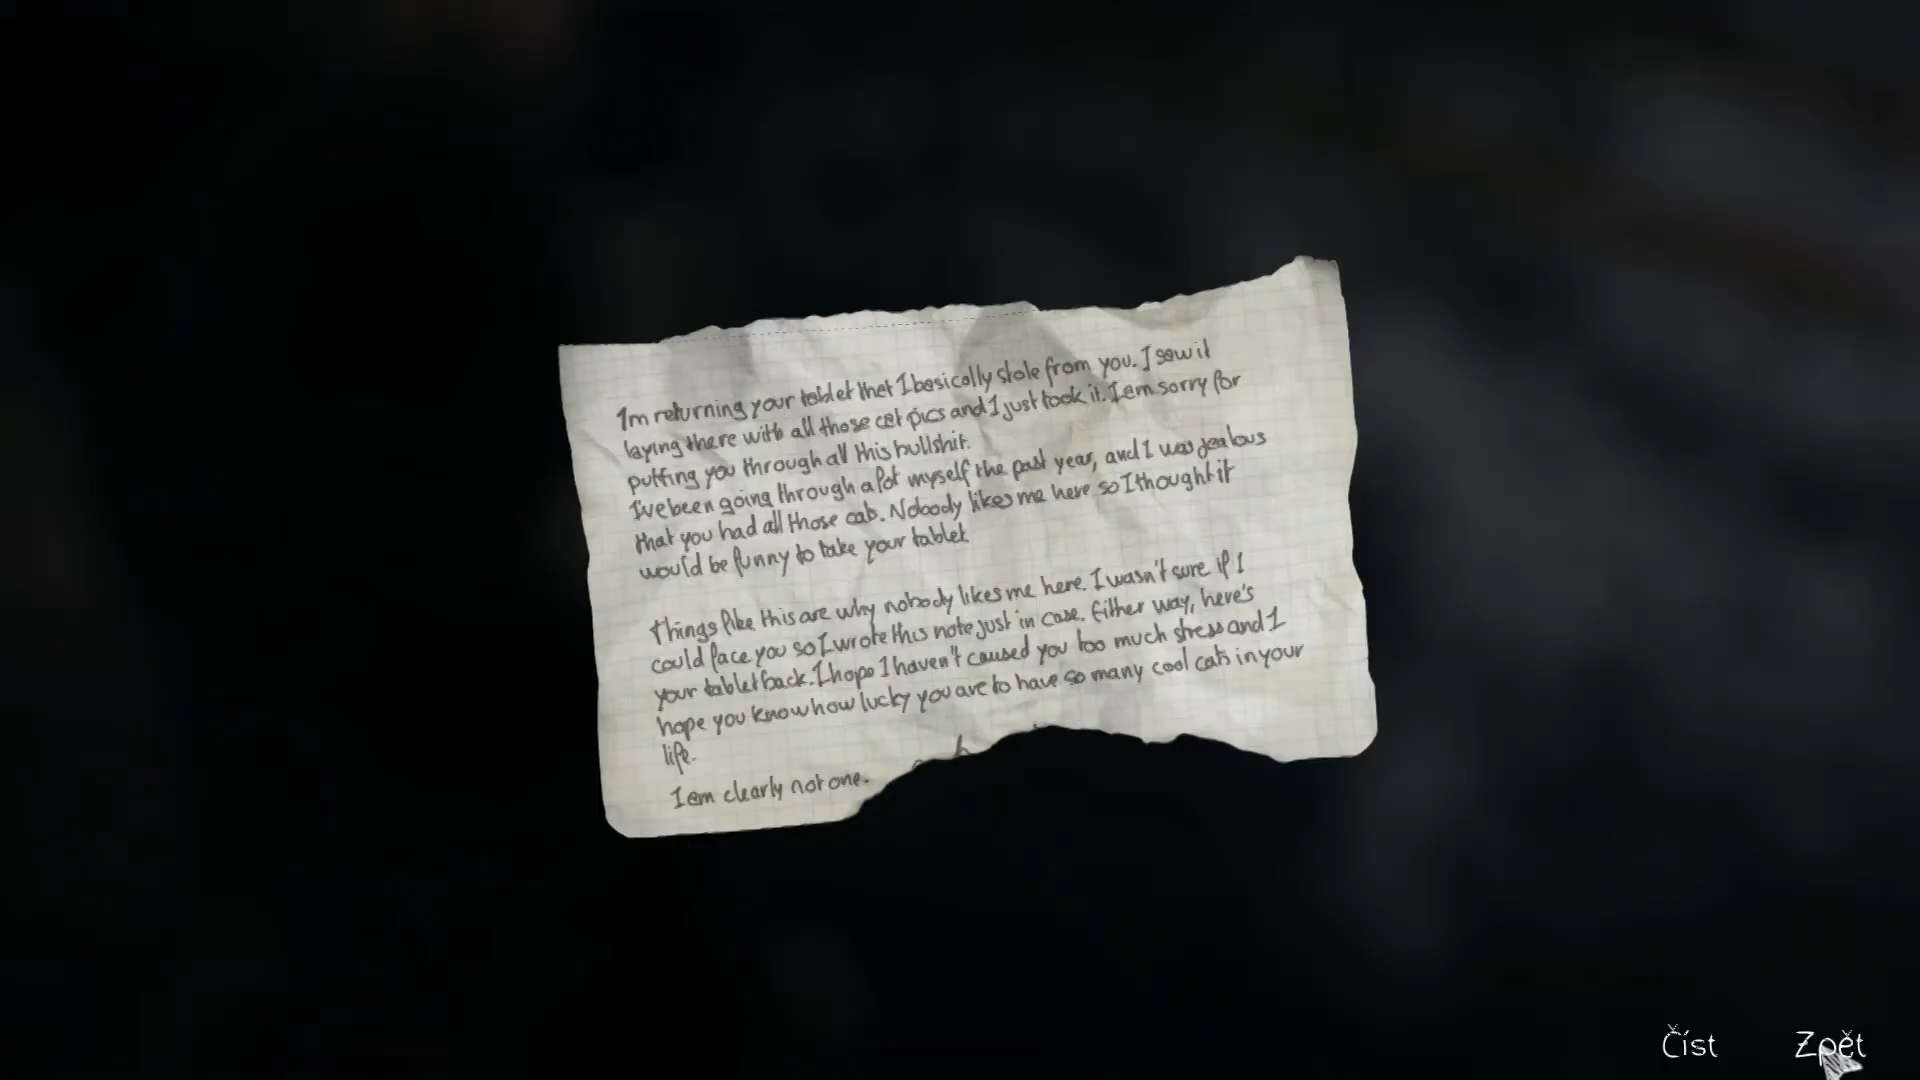 Im returning your tablet that I basically stole from you. I saw it
laying there with all those cat pics and I just took it. I am sorry for
putting you through all this bullshit.
I've been going through a lot myself the past year, and I was jealous
that you had all those cats. Nobody likes me here so I thought it
would be funny to take your tablet.
Things like this are why nobody likes me here. I wasn't sure if I
could face you so I wrote this note just in case. Either way, here's
your tablet back. I hope I haven't caused you too much stress and I
hope you know how lucky you are to have so many cool cats in your
life.
I am clearly not one.
Číst Zpět